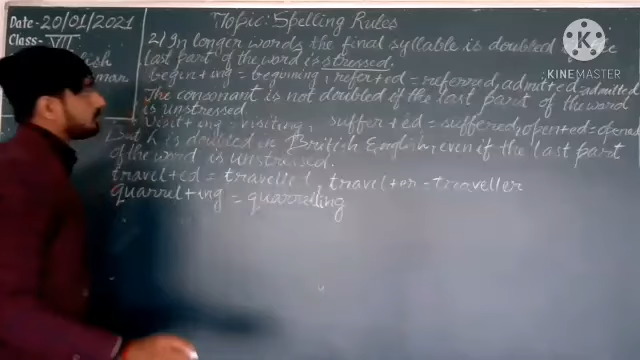 Date-20/01/2021
Class-VII
Topic: Spelling Rules
2) In longer words, the final syllable is doubled
last part of the word is stressed.
begin+ing = beginning, refer+ed = referred, admit+ed = admitted
The consonant is not doubled if the last part of the word
is unstressed.
visit+ing = visiting, suffer+ed = suffered, open+ed = opened
But L is doubled in British English, even if the last part
of the word is unstressed.
travel+ed = travelled, travel+er = traveller
quarrel+ing = quarrelling
KINEMASTER